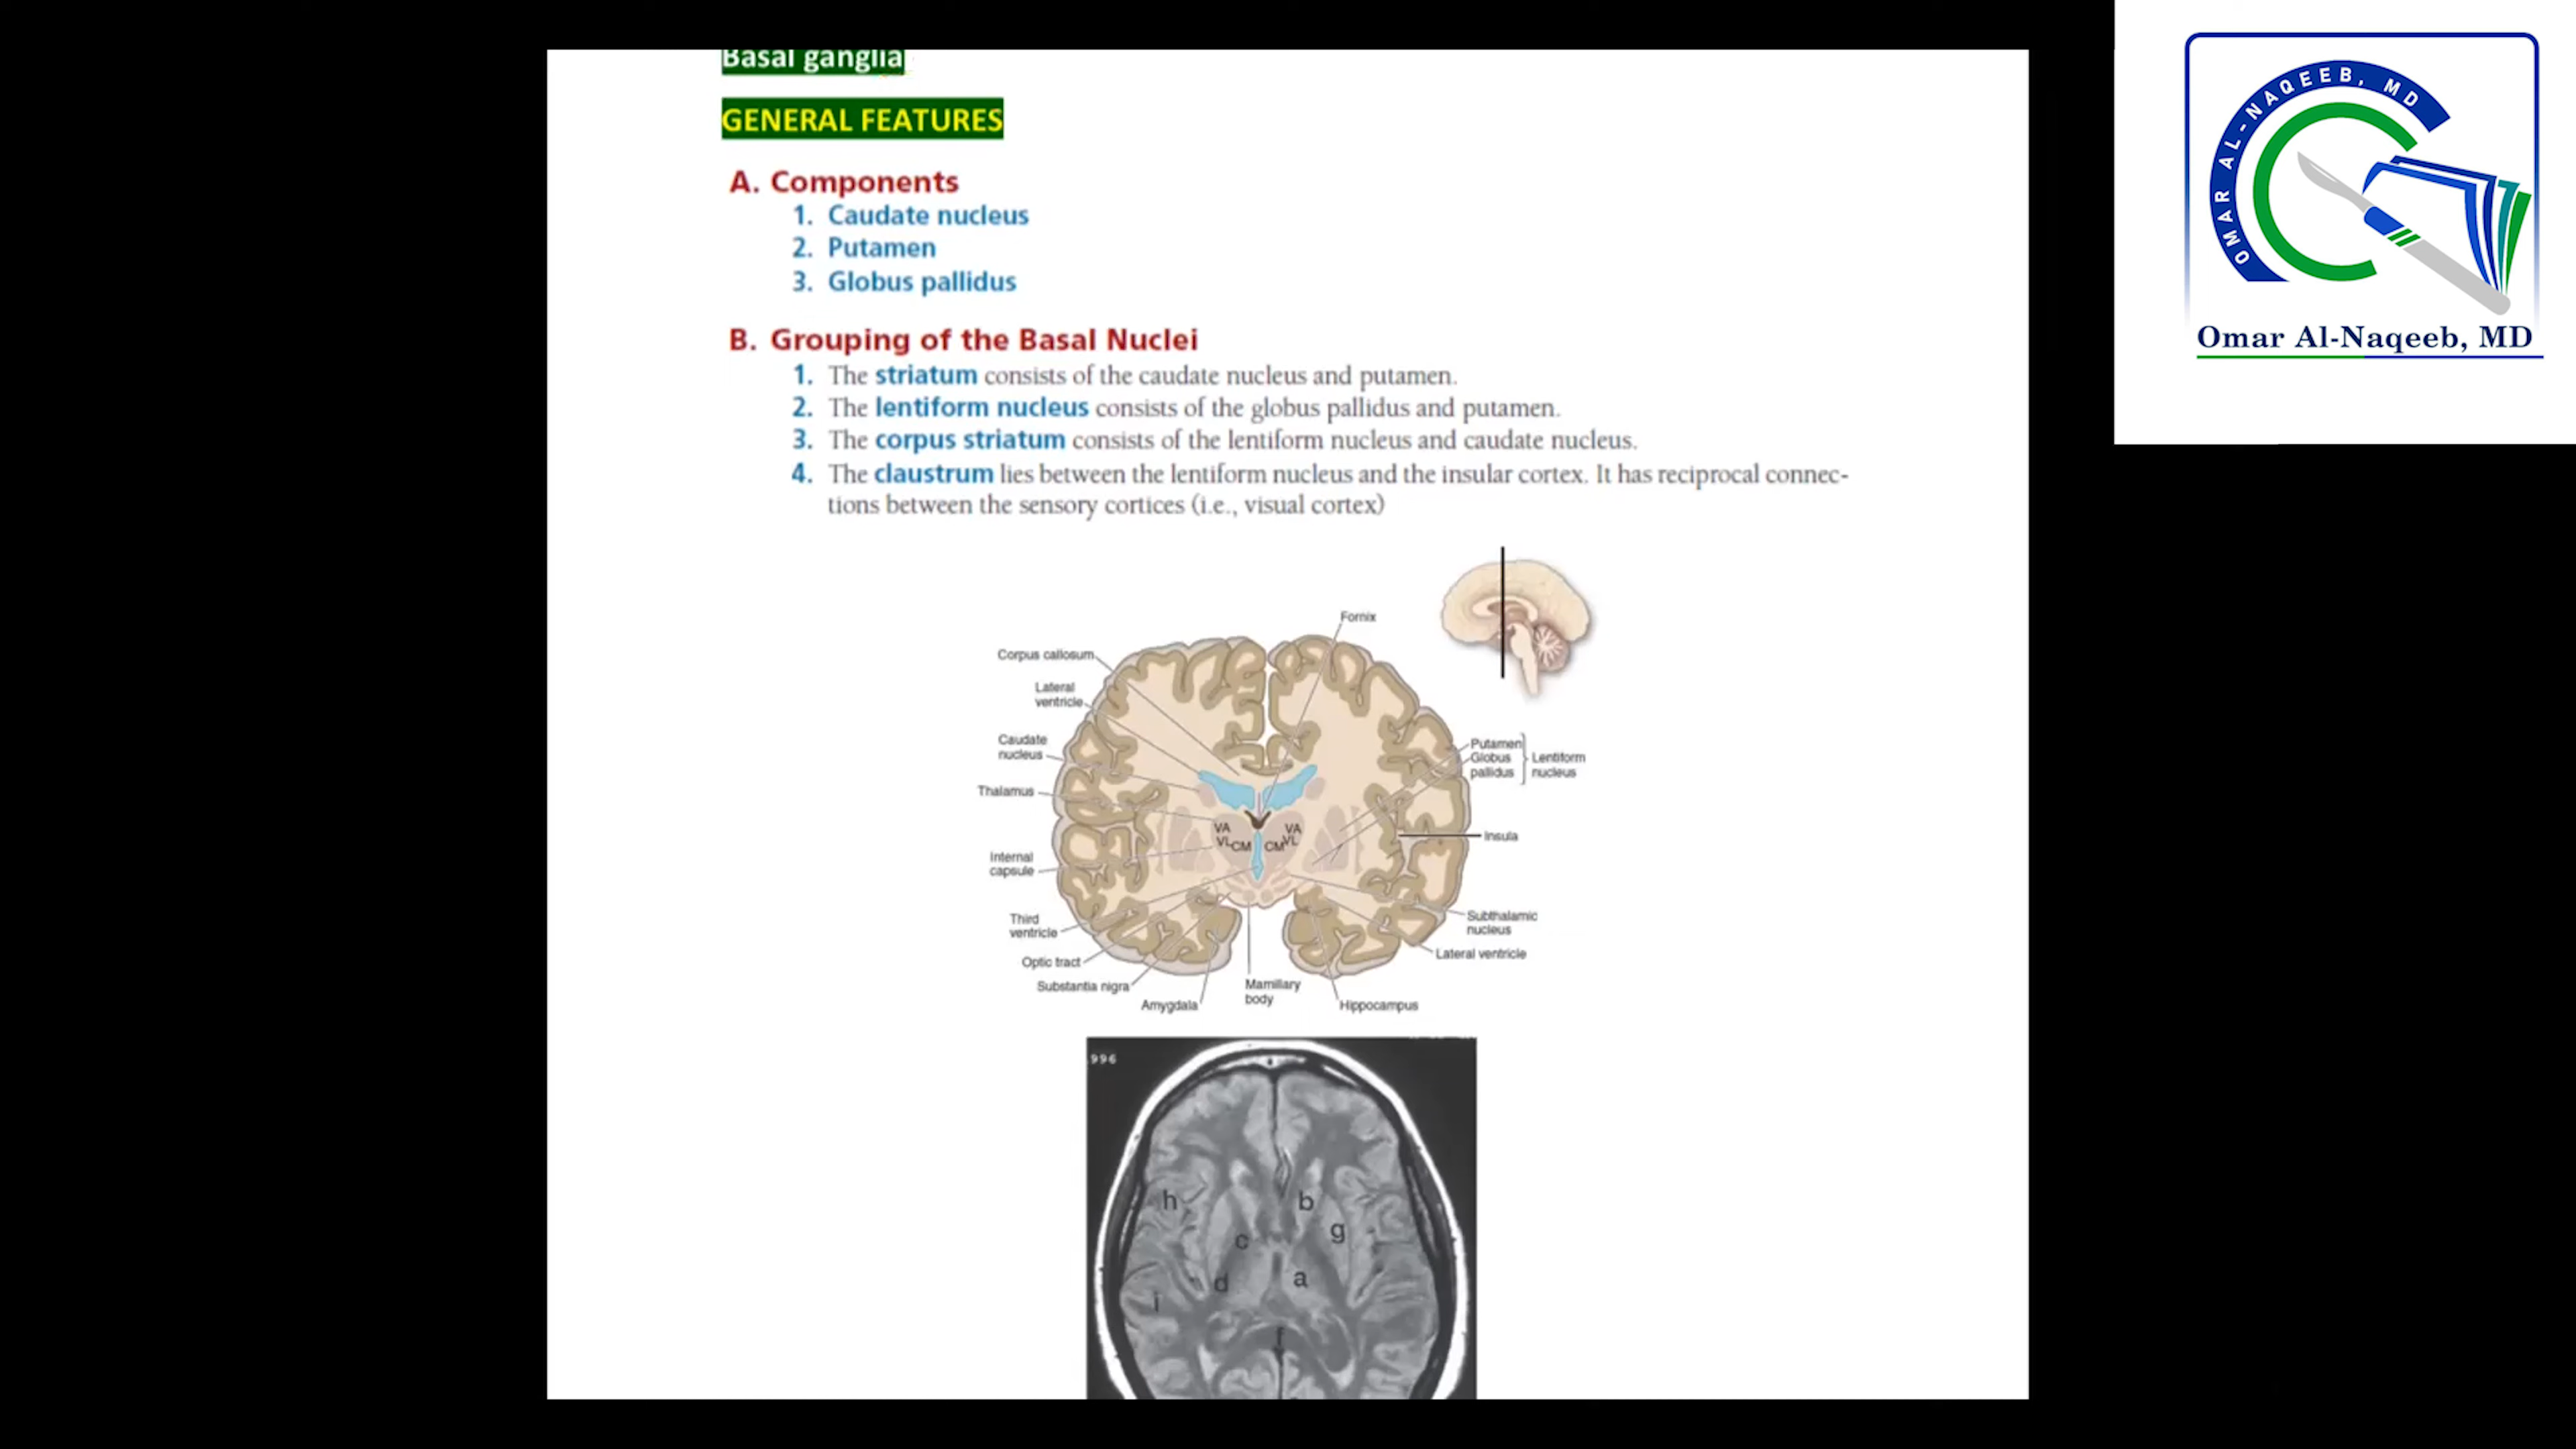 Basal ganglia
GENERAL FEATURES
A. Components
1. Caudate nucleus
2. Putamen
3. Globus pallidus
B. Grouping of the Basal Nuclei
1. The striatum consists of the caudate nucleus and putamen.
2. The lentiform nucleus consists of the globus pallidus and putamen.
3. The corpus striatum consists of the lentiform nucleus and caudate nucleus.
4. The claustrum lies between the lentiform nucleus and the insular cortex. It has reciprocal connec-
tions between the sensory cortices (i.e., visual cortex)
Fornix
Corpus callosum
Lateral
ventricle
Caudate
nucleus
Thalamus
Internal
capsule
Third
ventricle
Optic tract
Substantia nigra
Amygdala
Mamillary
body
Hippocampus
Lateral ventricle
Subthalamic
nucleus
Insula
Putamen
Globus
pallidus
Lentiform
nucleus
VA VA
VL CM CM VL
996
h b
c g
d a
i
f
OMAR AL-NAQEEB, MD
Omar Al-Naqeeb, MD